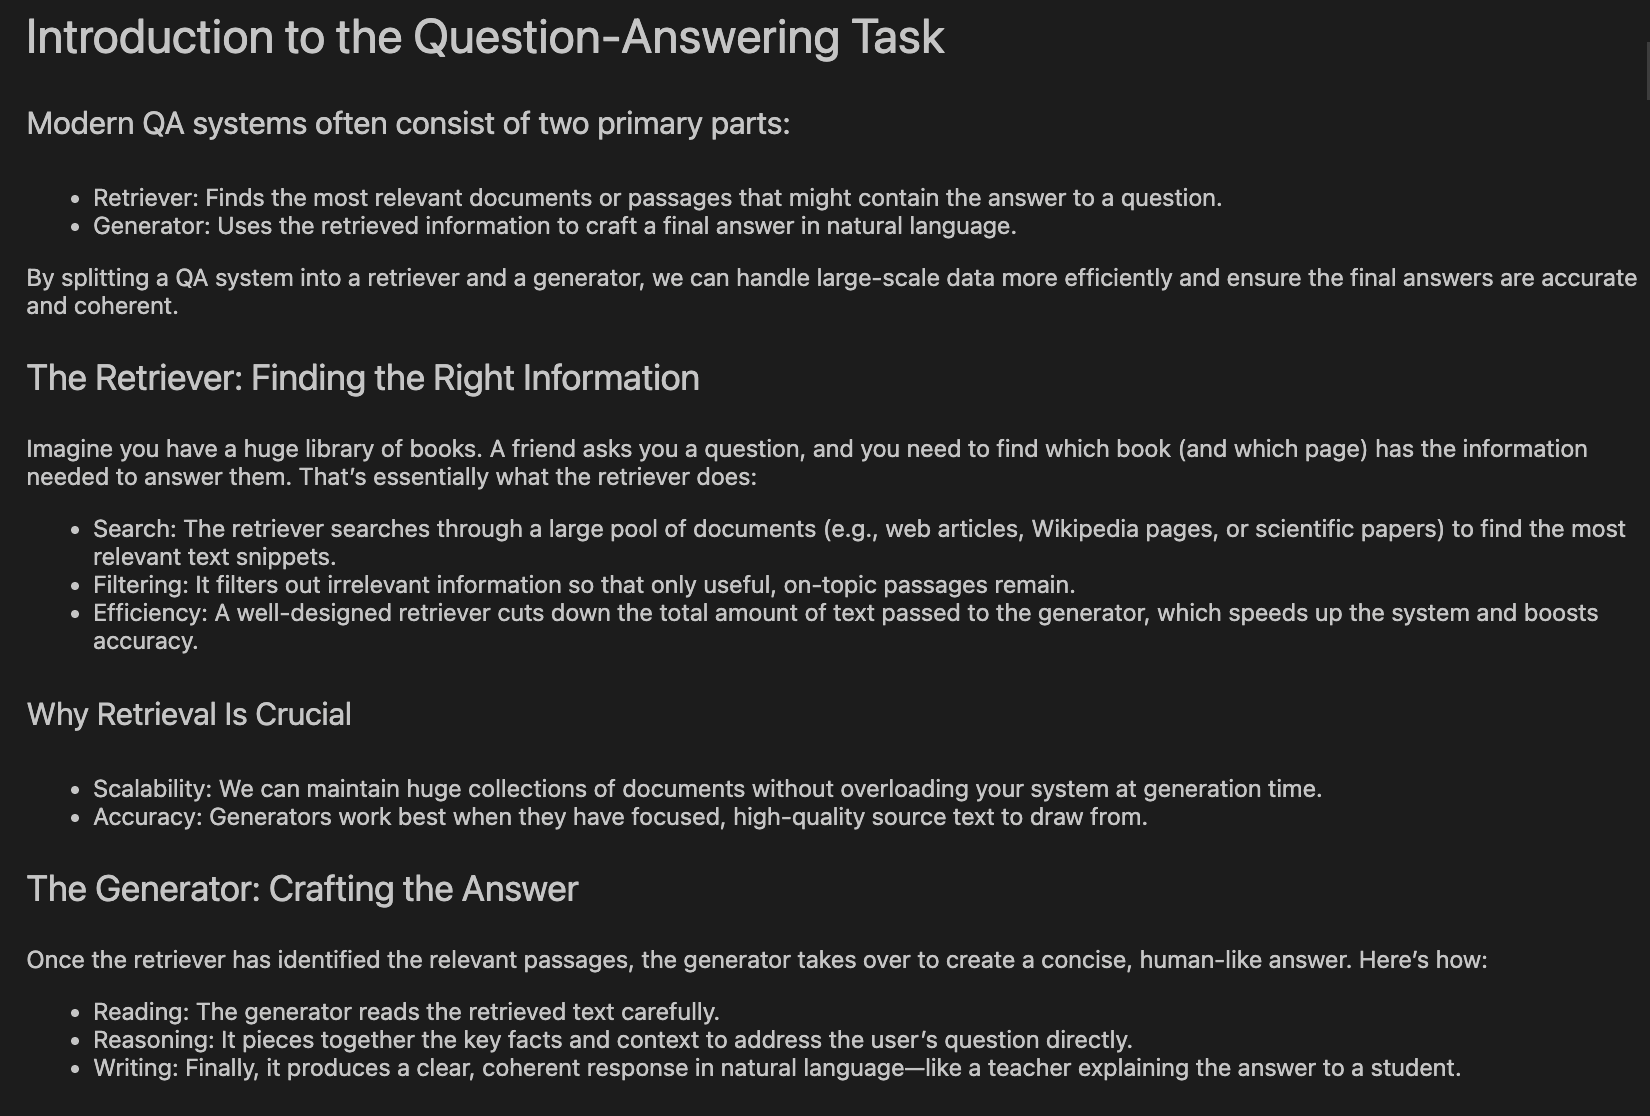 Introduction to the Question-Answering Task
Modern QA systems often consist of two primary parts:
• Retriever: Finds the most relevant documents or passages that might contain the answer to a question.
• Generator: Uses the retrieved information to craft a final answer in natural language.
By splitting a QA system into a retriever and a generator, we can handle large-scale data more efficiently and ensure the final answers are accurate
and coherent.
The Retriever: Finding the Right Information
Imagine you have a huge library of books. A friend asks you a question, and you need to find which book (and which page) has the information
needed to answer them. That’s essentially what the retriever does:
• Search: The retriever searches through a large pool of documents (e.g., web articles, Wikipedia pages, or scientific papers) to find the most
relevant text snippets.
• Filtering: It filters out irrelevant information so that only useful, on-topic passages remain.
• Efficiency: A well-designed retriever cuts down the total amount of text passed to the generator, which speeds up the system and boosts
accuracy.
Why Retrieval Is Crucial
• Scalability: We can maintain huge collections of documents without overloading your system at generation time.
• Accuracy: Generators work best when they have focused, high-quality source text to draw from.
The Generator: Crafting the Answer
Once the retriever has identified the relevant passages, the generator takes over to create a concise, human-like answer. Here’s how:
• Reading: The generator reads the retrieved text carefully.
• Reasoning: It pieces together the key facts and context to address the user’s question directly.
• Writing: Finally, it produces a clear, coherent response in natural language—like a teacher explaining the answer to a student.